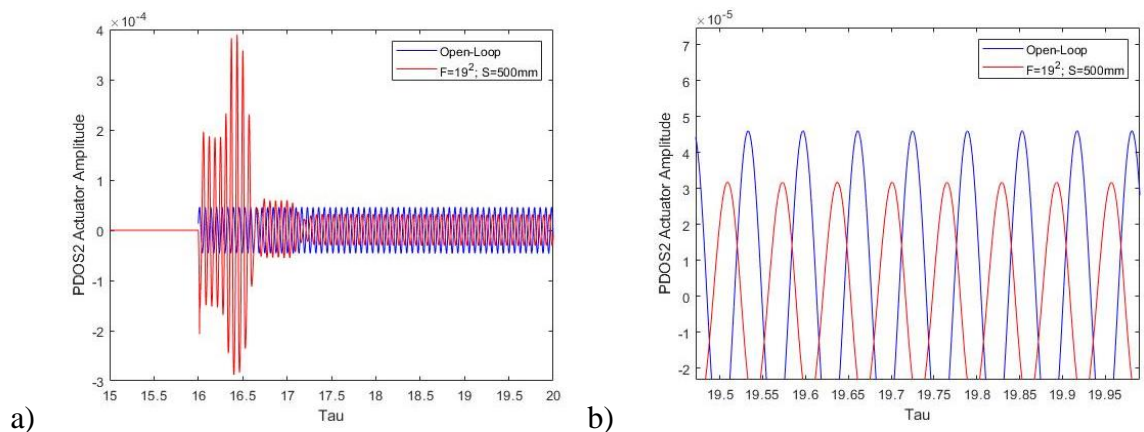 ×10⁻⁴
4
3
2
1
0
-1
-2
-3
PDOS2 Actuator Amplitude
Open-Loop
F=19²; S=500mm
15 15.5 16 16.5 17 17.5 18 18.5 19 19.5 20
Tau
a)
×10⁻⁵
7
6
5
4
3
2
1
0
-1
-2
PDOS2 Actuator Amplitude
Open-Loop
F=19²; S=500mm
19.5 19.55 19.6 19.65 19.7 19.75 19.8 19.85 19.9 19.95
Tau
b)